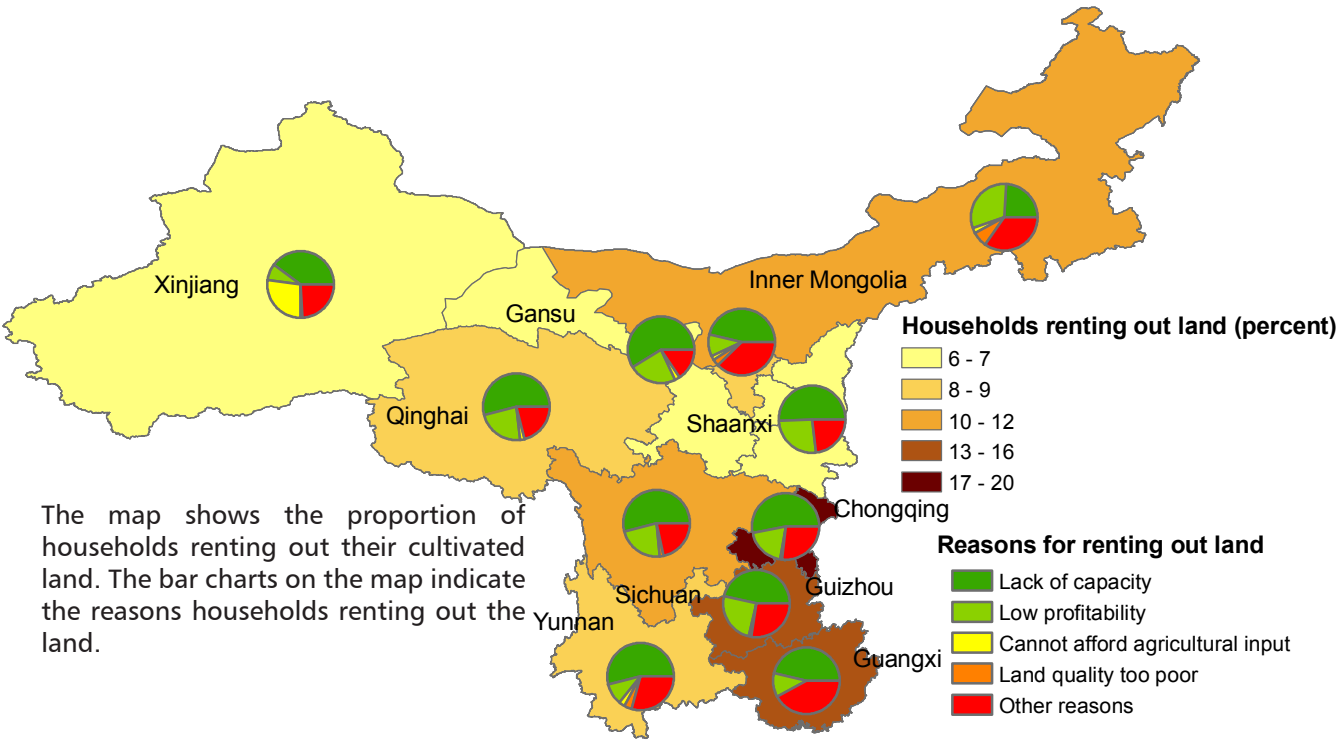 Xinjiang
Gansu
Inner Mongolia
Qinghai
Shaanxi
Chongqing
Sichuan
Guizhou
Yunnan
Guangxi
Households renting out land (percent)
6 - 7
8 - 9
10 - 12
13 - 16
17 - 20
Reasons for renting out land
Lack of capacity
Low profitability
Cannot afford agricultural input
Land quality too poor
Other reasons
The map shows the proportion of
households renting out their cultivated
land. The bar charts on the map indicate
the reasons households renting out the
land.